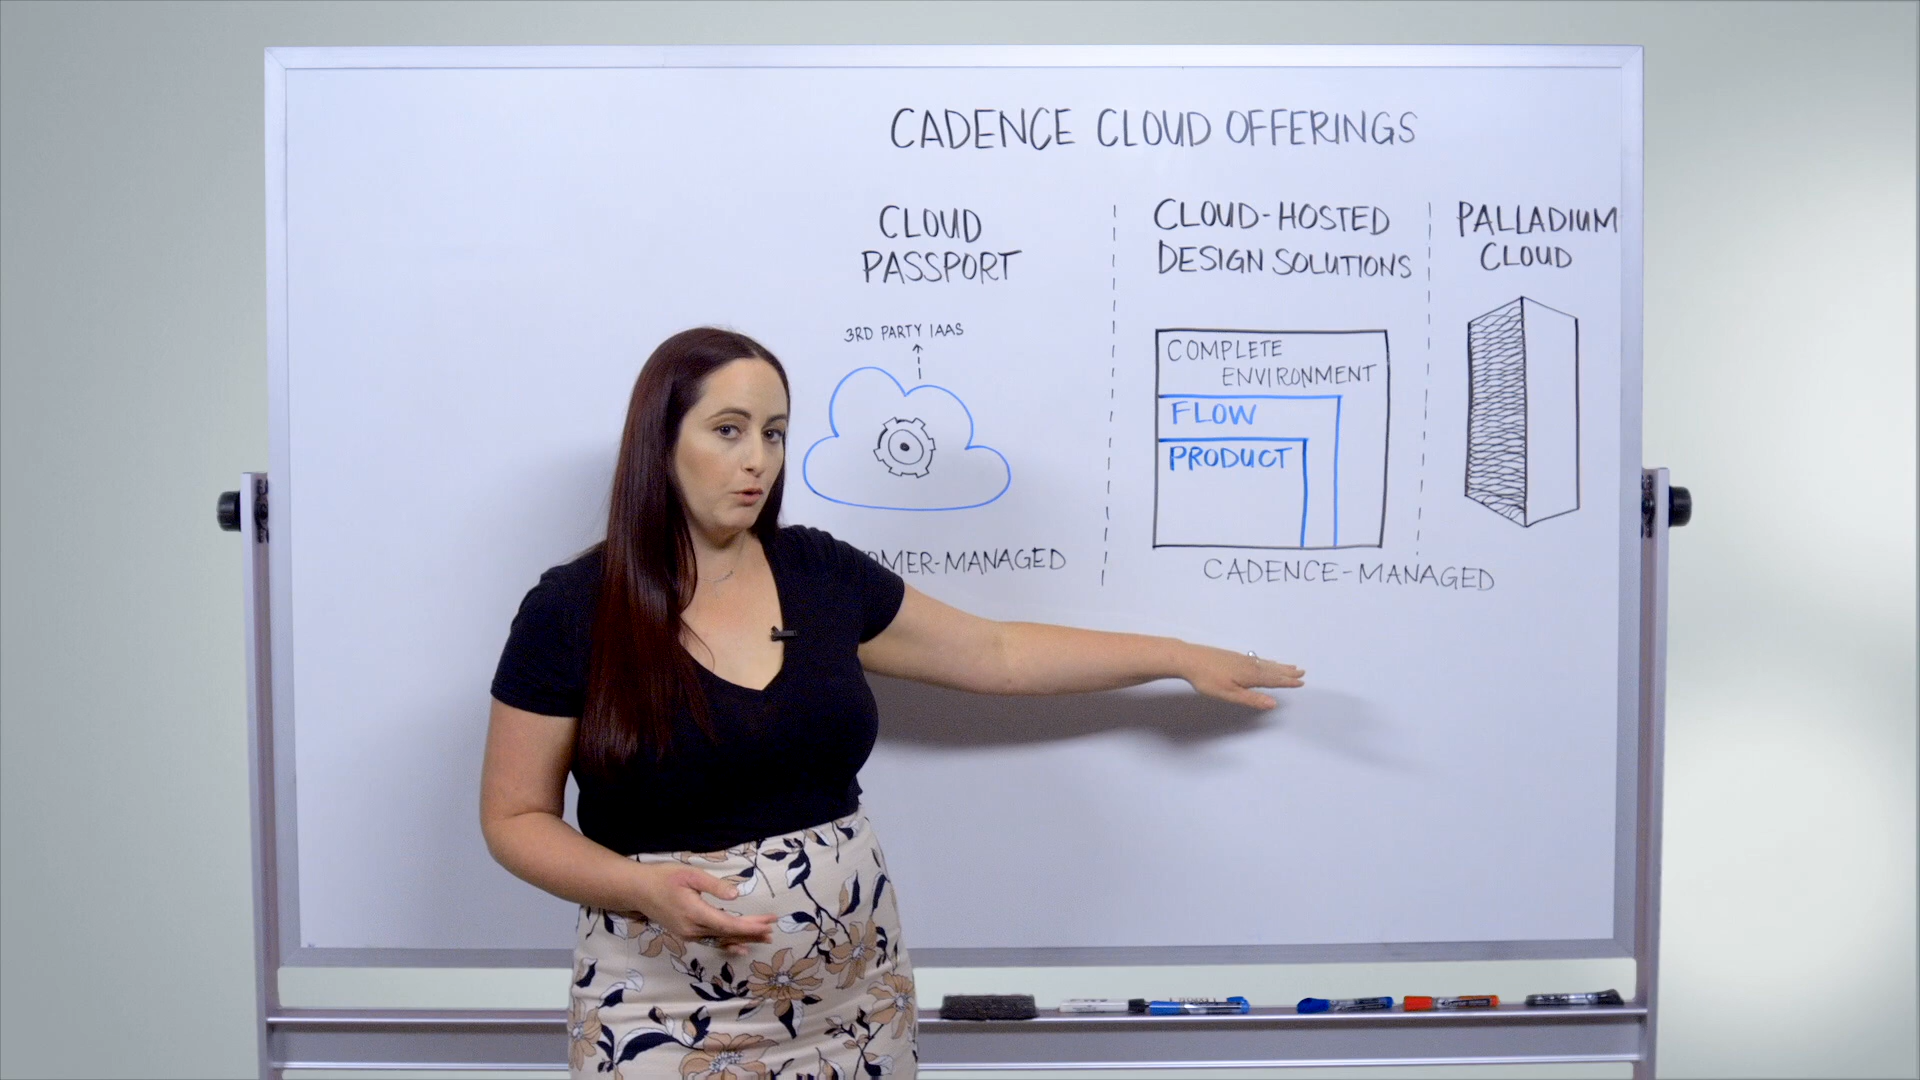 CADENCE CLOUD OFFERINGS
CLOUD
PASSPORT
3RD PARTY IAAS
OMER-MANAGED
CLOUD-HOSTED
DESIGN SOLUTIONS
COMPLETE
ENVIRONMENT
FLOW
PRODUCT
PALLADIUM
CLOUD
CADENCE-MANAGED